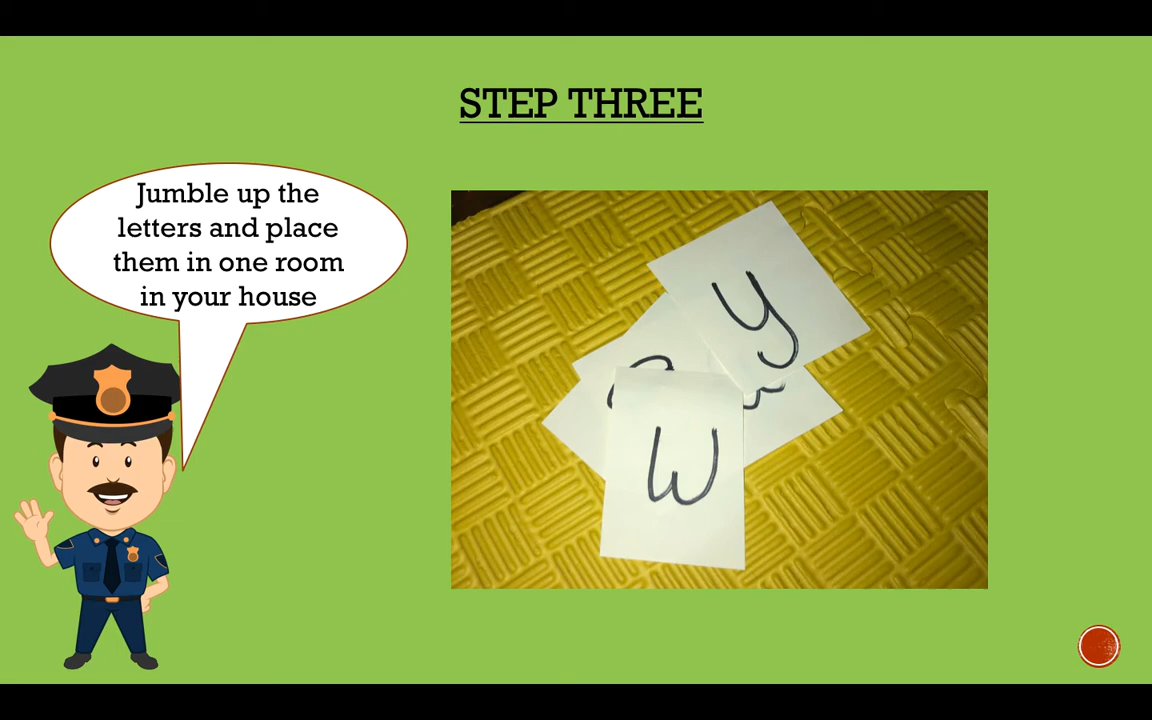 STEP THREE
Jumble up the
letters and place
them in one room
in your house
y
w